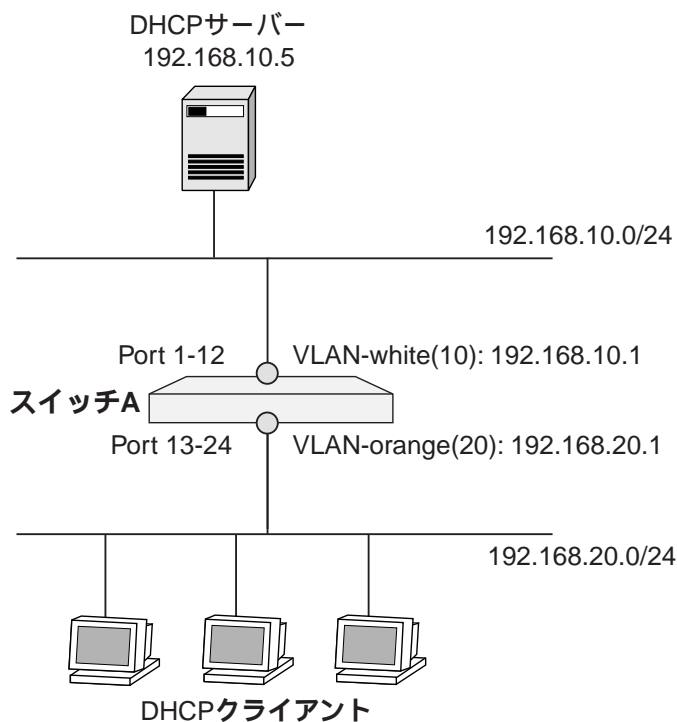 DHCPサーバー
192.168.10.5
192.168.10.0/24
Port 1-12
VLAN-white(10): 192.168.10.1
スイッチA
Port 13-24
VLAN-orange(20): 192.168.20.1
192.168.20.0/24
DHCPクライアント